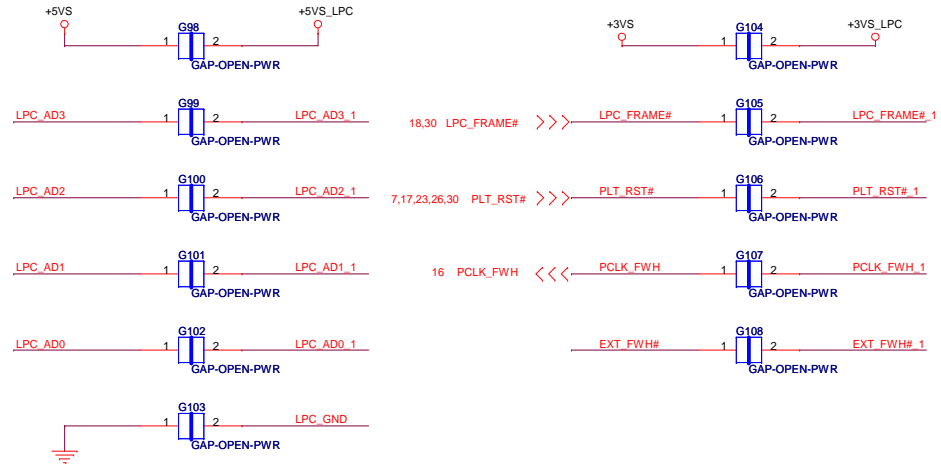 +5VS
+5VS_LPC
G98
1
2
GAP-OPEN-PWR
LPC_AD3
G99
1
2
LPC_AD3_1
GAP-OPEN-PWR
LPC_AD2
G100
1
2
LPC_AD2_1
GAP-OPEN-PWR
LPC_AD1
G101
1
2
LPC_AD1_1
GAP-OPEN-PWR
LPC_AD0
G102
1
2
LPC_AD0_1
GAP-OPEN-PWR
G103
1
2
LPC_GND
GAP-OPEN-PWR
+3VS
+3VS_LPC
G104
1
2
GAP-OPEN-PWR
18,30 LPC_FRAME#
LPC_FRAME#
G105
1
2
LPC_FRAME#_1
GAP-OPEN-PWR
7,17,23,26,30 PLT_RST#
PLT_RST#
G106
1
2
PLT_RST#_1
GAP-OPEN-PWR
16 PCLK_FWH
PCLK_FWH
G107
1
2
PCLK_FWH_1
GAP-OPEN-PWR
EXT_FWH#
G108
1
2
EXT_FWH#_1
GAP-OPEN-PWR